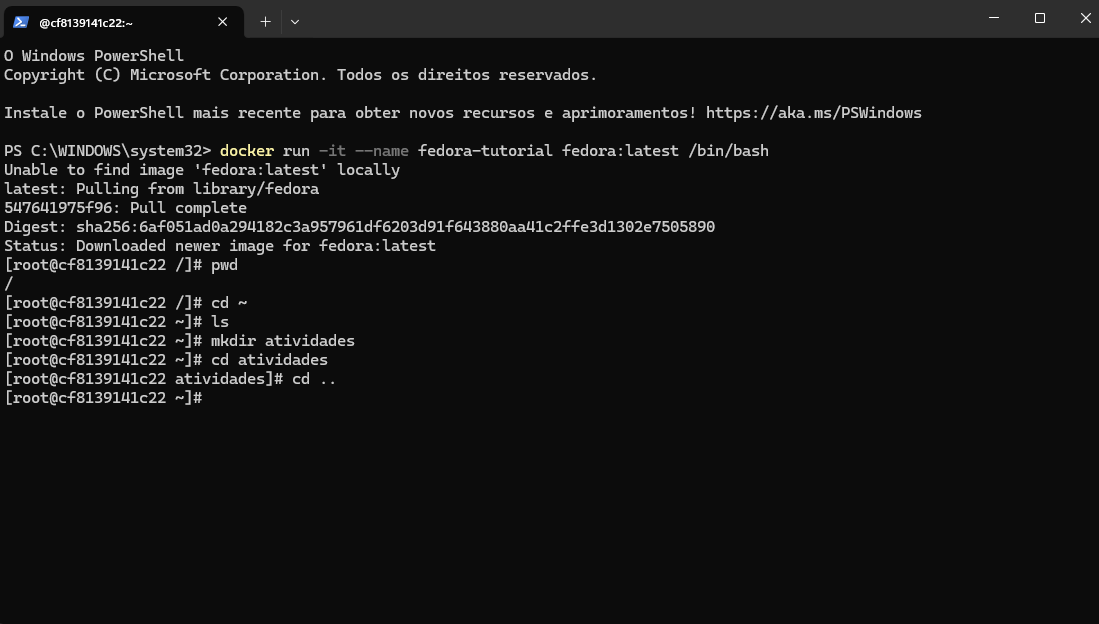 @cf8139141c22:~
O Windows PowerShell
Copyright (C) Microsoft Corporation. Todos os direitos reservados.
Instale o PowerShell mais recente para obter novos recursos e aprimoramentos! https://aka.ms/PSWindows
PS C:\WINDOWS\system32> docker run -it --name fedora-tutorial fedora:latest /bin/bash
Unable to find image 'fedora:latest' locally
latest: Pulling from library/fedora
547641975f96: Pull complete
Digest: sha256:6af051ad0a294182c3a957961df6203d91f643880aa41c2ffe3d1302e7505890
Status: Downloaded newer image for fedora:latest
[root@cf8139141c22 /]# pwd
/
[root@cf8139141c22 /]# cd ~
[root@cf8139141c22 ~]# ls
[root@cf8139141c22 ~]# mkdir atividades
[root@cf8139141c22 ~]# cd atividades
[root@cf8139141c22 atividades]# cd ..
[root@cf8139141c22 ~]#